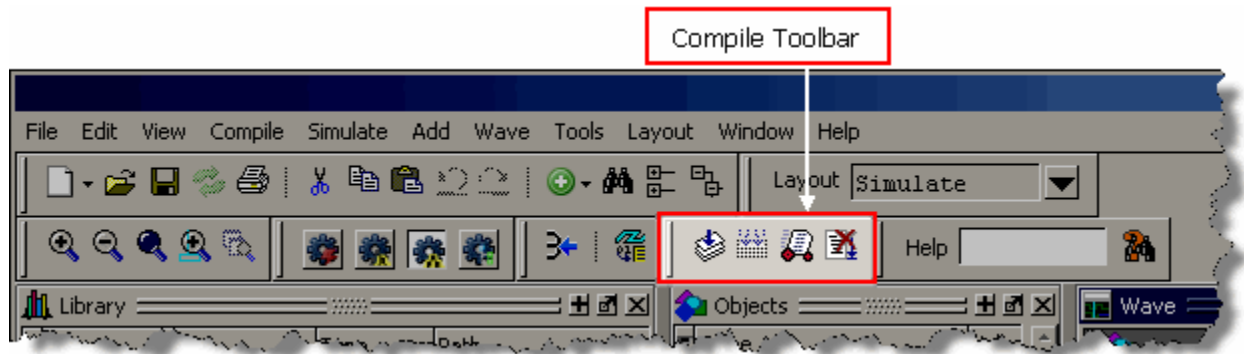 Compile Toolbar
File Edit View Compile Simulate Add Wave Tools Layout Window Help
Layout Simulate
Help
Library Objects Wave